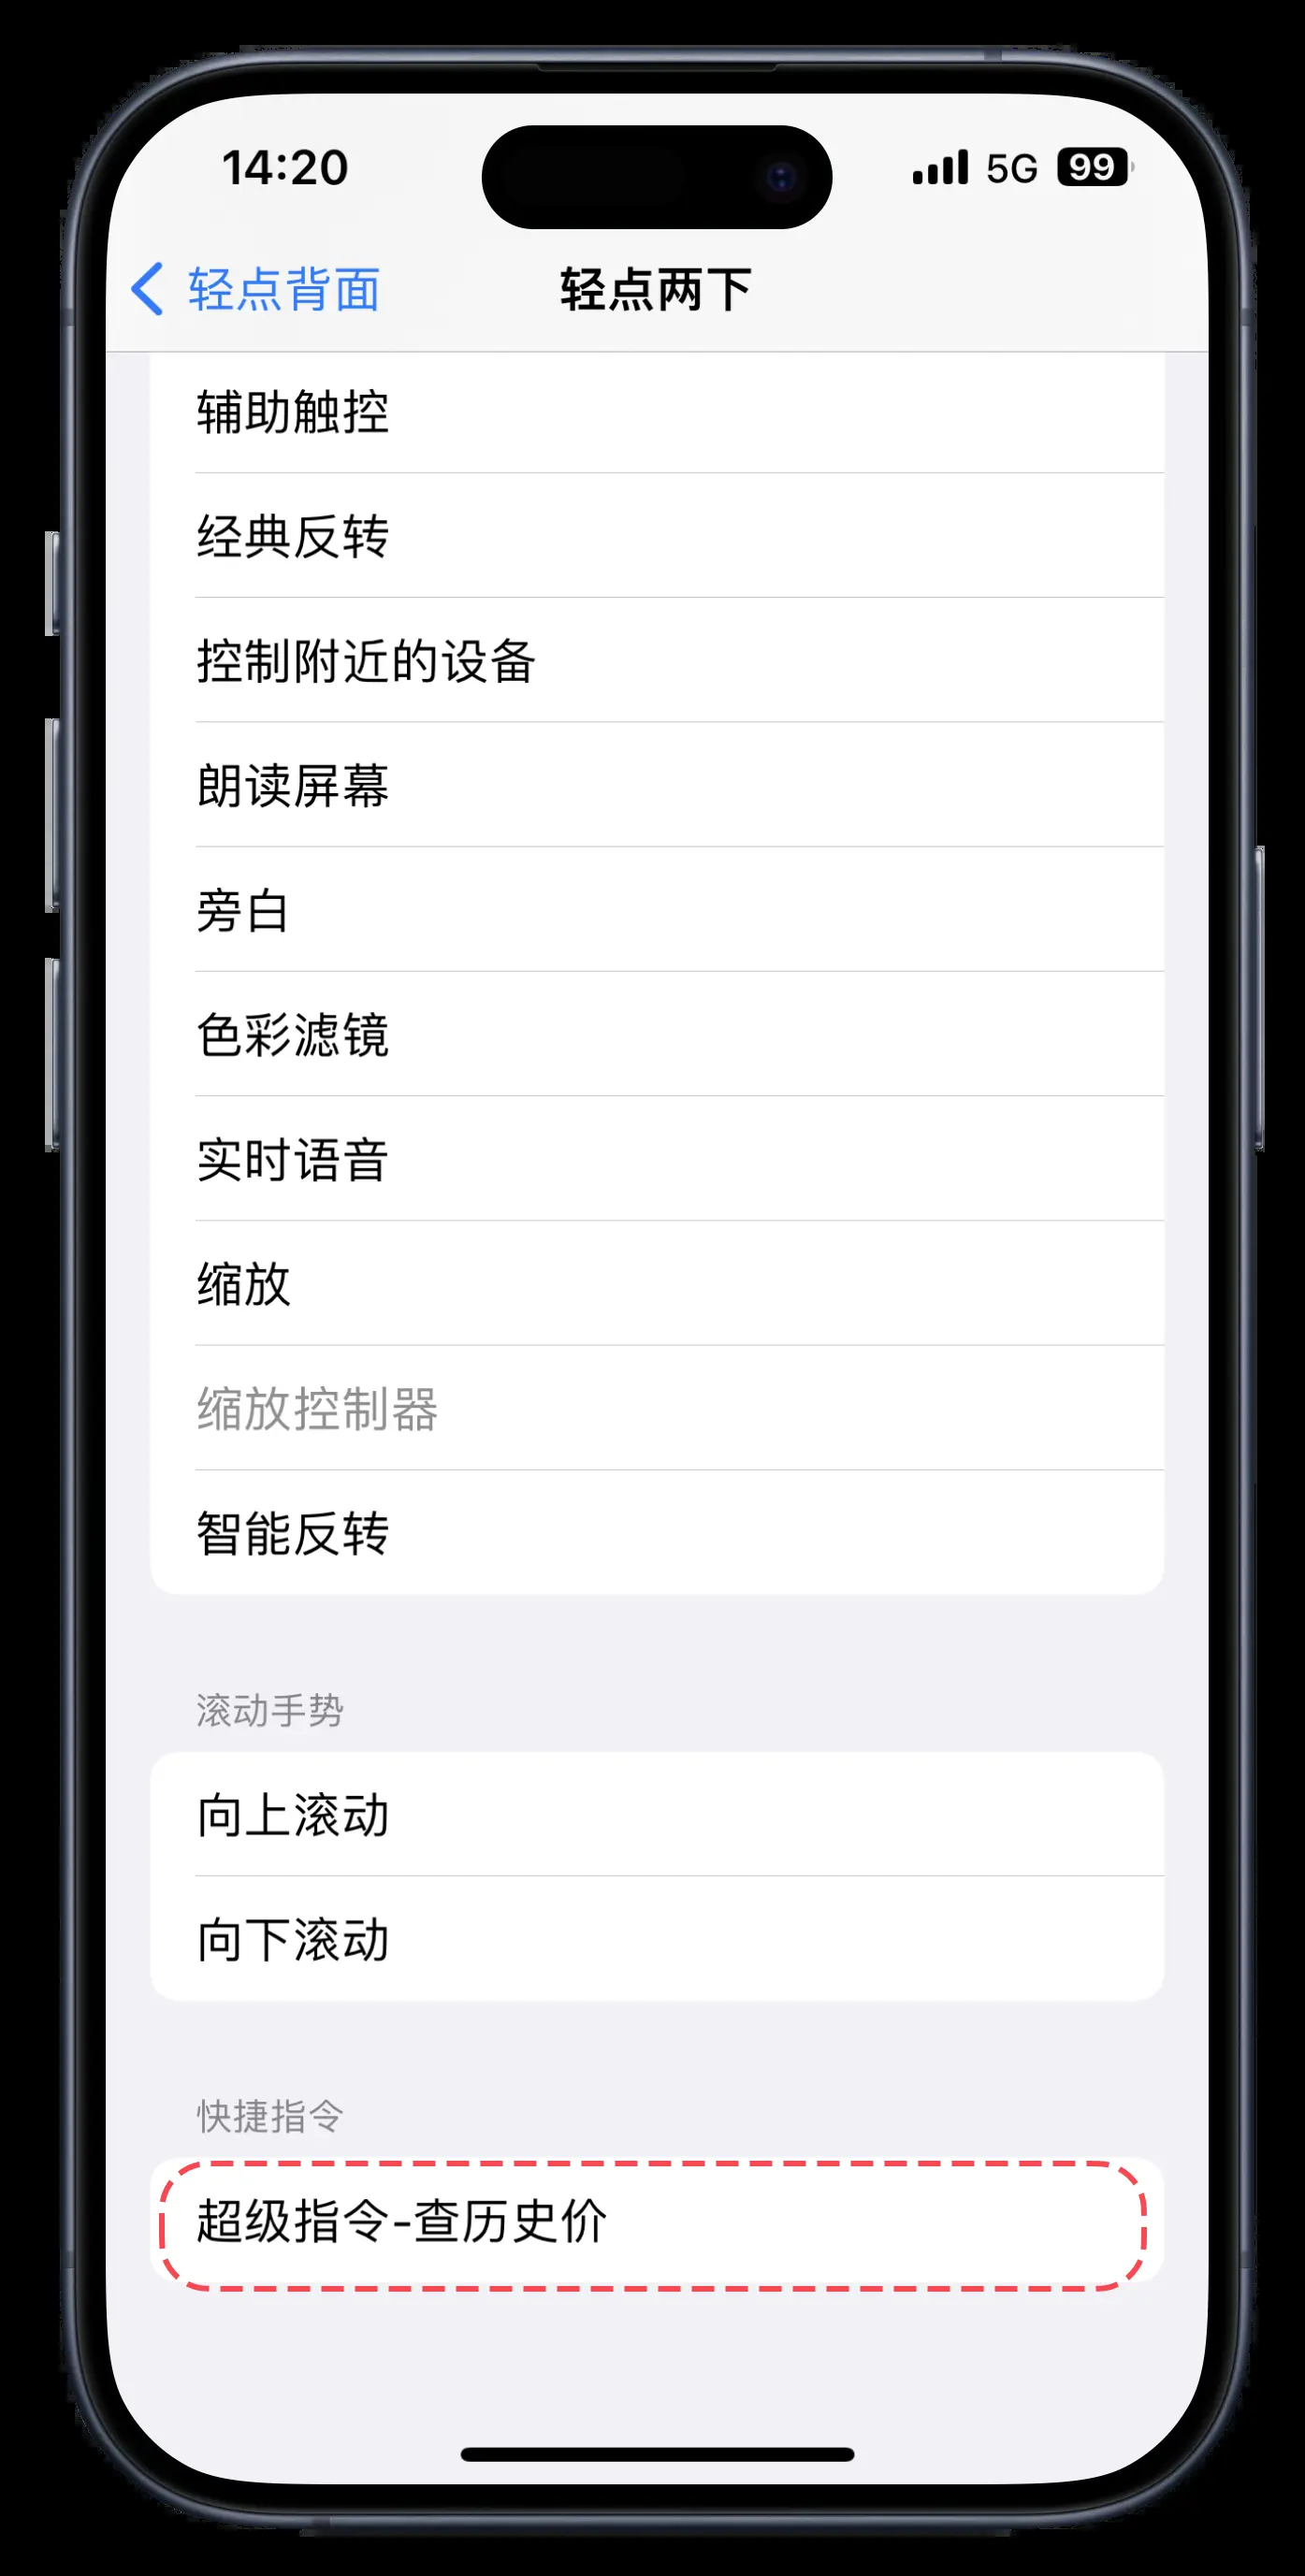 14:20 5G 99
轻点背面 轻点两下
辅助触控
经典反转
控制附近的设备
朗读屏幕
旁白
色彩滤镜
实时语音
缩放
缩放控制器
智能反转
滚动手势
向上滚动
向下滚动
快捷指令
超级指令-查历史价